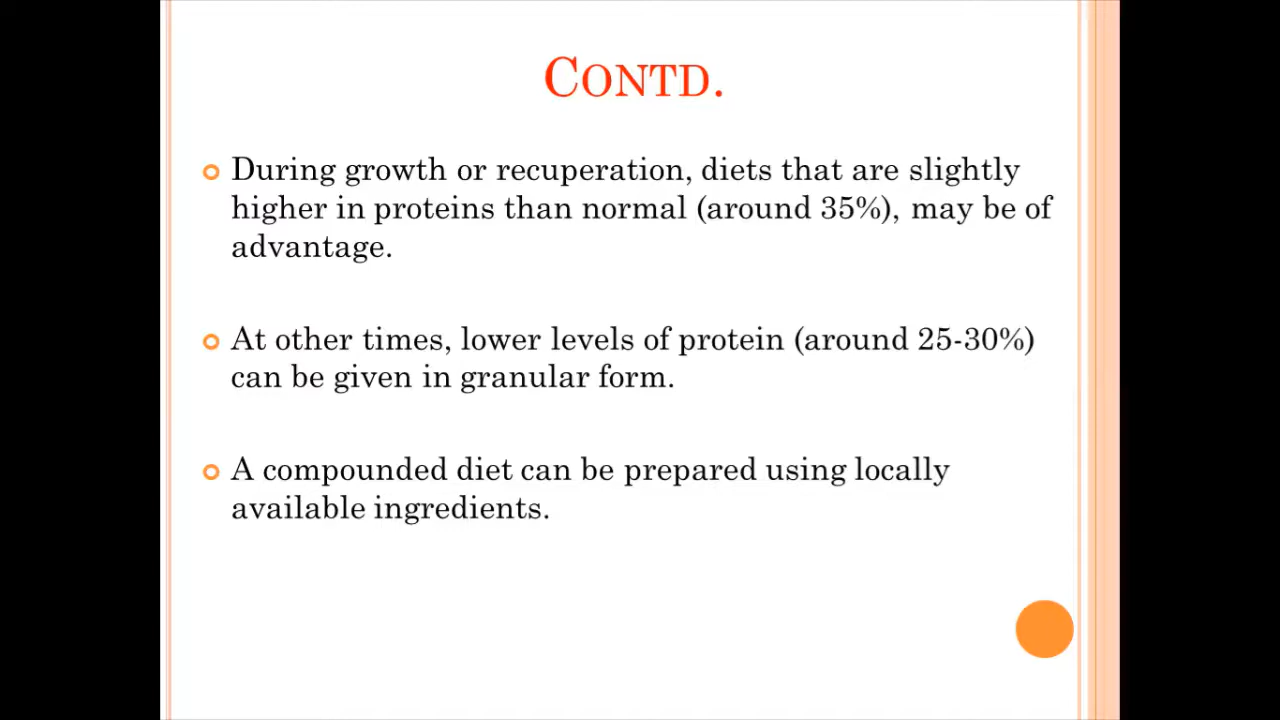 CONTD.
During growth or recuperation, diets that are slightly
higher in proteins than normal (around 35%), may be of
advantage.
At other times, lower levels of protein (around 25-30%)
can be given in granular form.
A compounded diet can be prepared using locally
available ingredients.